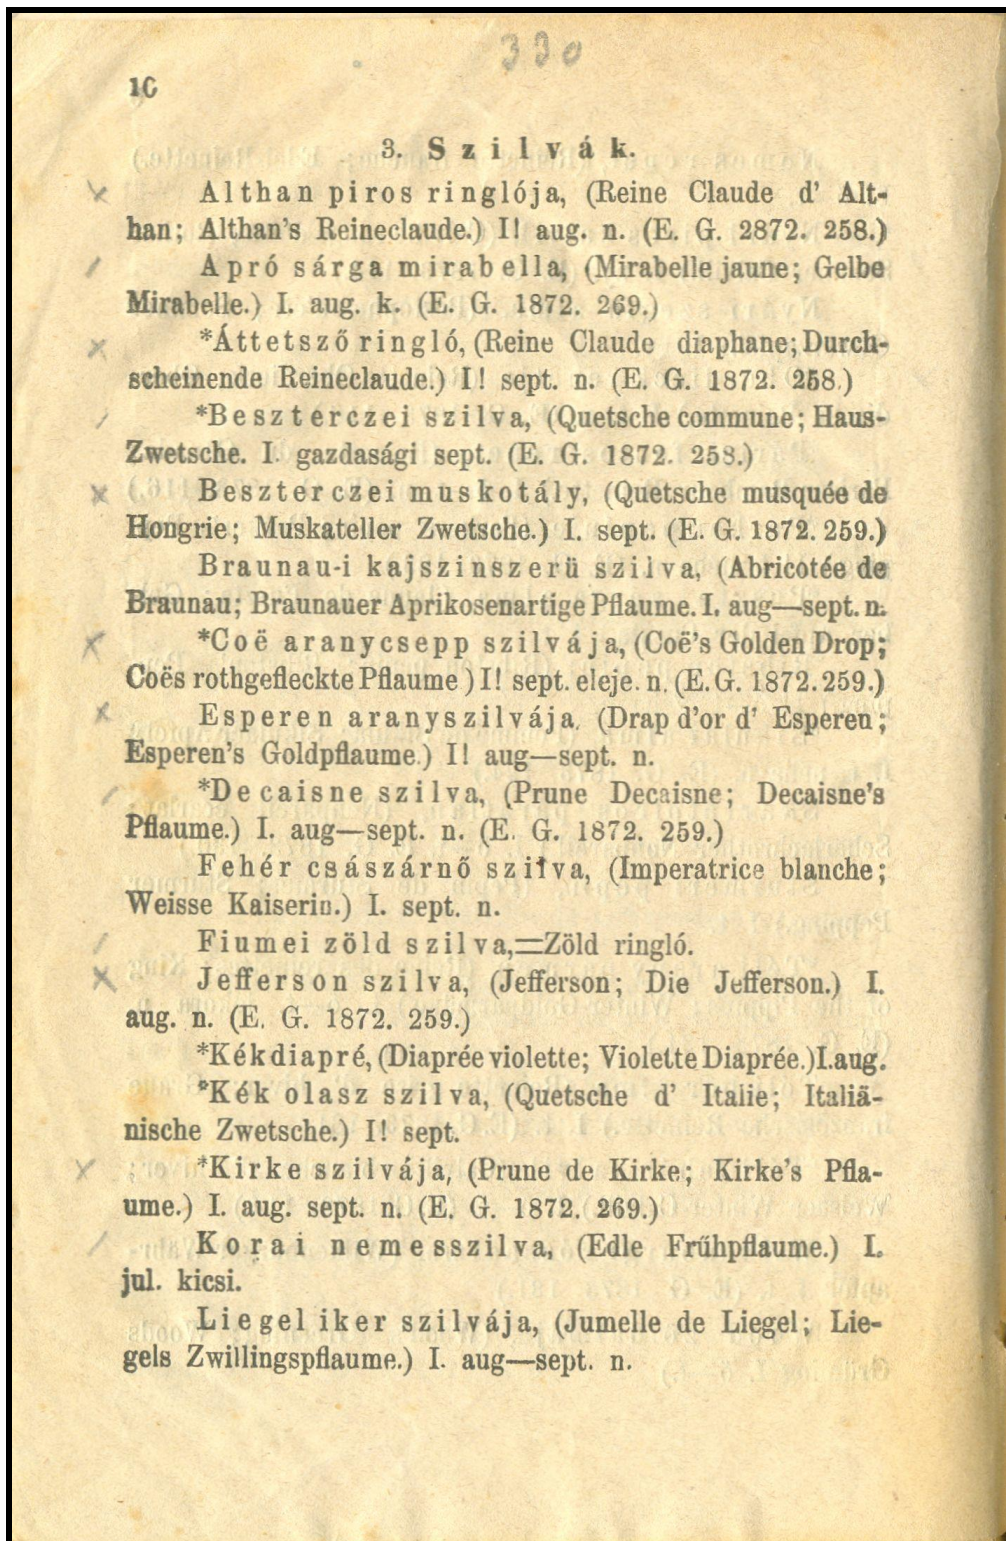 330
16
3. Szilvák.
Althan piros ringlója, (Reine Claude d' Alt-
han; Althan's Reineclaude.) I! aug. n. (E. G. 2872. 258.)
Apró sárga mirabella, (Mirabelle jaune; Gelbe
Mirabelle.) I. aug. k. (E. G. 1872. 269.)
*Áttetsző ringló, (Reine Claude diaphane; Durch-
scheinende Reineclaude.) I! sept. n. (E. G. 1872. 258.)
*Beszterczei szilva, (Quetsche commune; Haus-
Zwetsche. I. gazdasági sept. (E. G. 1872. 258.)
Beszterczei muskotály, (Quetsche musquée de
Hongrie; Muskateller Zwetsche.) I. sept. (E. G. 1872. 259.)
Braunau-i kajszinszerü szilva, (Abricotée de
Braunau; Braunauer Aprikosenartige Pflaume. I. aug—sept. n.
*Coë aranycsepp szilvája, (Coë's Golden Drop;
Coës rothgefleckte Pflaume ) I! sept. eleje. n. (E. G. 1872. 259.)
Esperen aranyszilvája, (Drap d'or d' Esperen;
Esperen's Goldpflaume.) I! aug—sept. n.
*Decaisne szilva, (Prune Decaisne; Decaisne's
Pflaume.) I. aug—sept. n. (E. G. 1872. 259.)
Fehér császárnő szilva, (Imperatrice blanche;
Weisse Kaiserin.) I. sept. n.
Fiumei zöld szilva,=Zöld ringló.
Jefferson szilva, (Jefferson; Die Jefferson.) I.
aug. n. (E. G. 1872. 259.)
*Kék diapré, (Diaprée violette; Violette Diaprée.) I. aug.
*Kék olasz szilva, (Quetsche d' Italie; Italiä-
nische Zwetsche.) I! sept.
*Kirke szilvája, (Prune de Kirke; Kirke's Pfla-
ume.) I. aug. sept. n. (E. G. 1872. 269.)
Korai nemesszilva, (Edle Frűhpflaume.) I.
jul. kicsi.
Liegel iker szilvája, (Jumelle de Liegel; Lie-
gels Zwillingspflaume.) I. aug—sept. n.